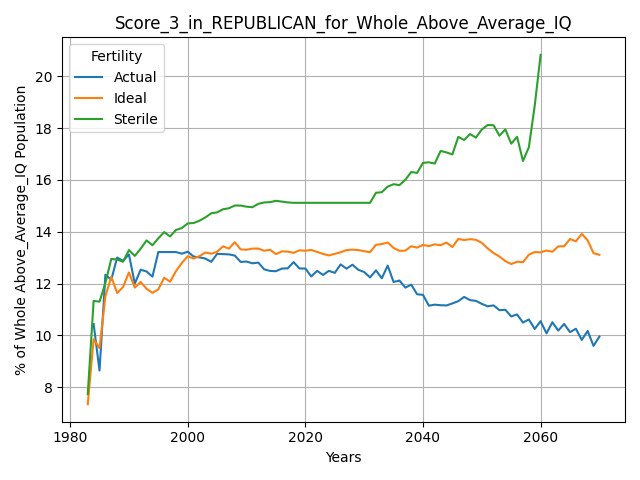 Score_3_in_REPUBLICAN_for_Whole_Above_Average_IQ
Fertility
Actual
Ideal
Sterile
% of Whole Above_Average_IQ Population
20
18
16
14
12
10
8
1980
2000
2020
2040
2060
Years